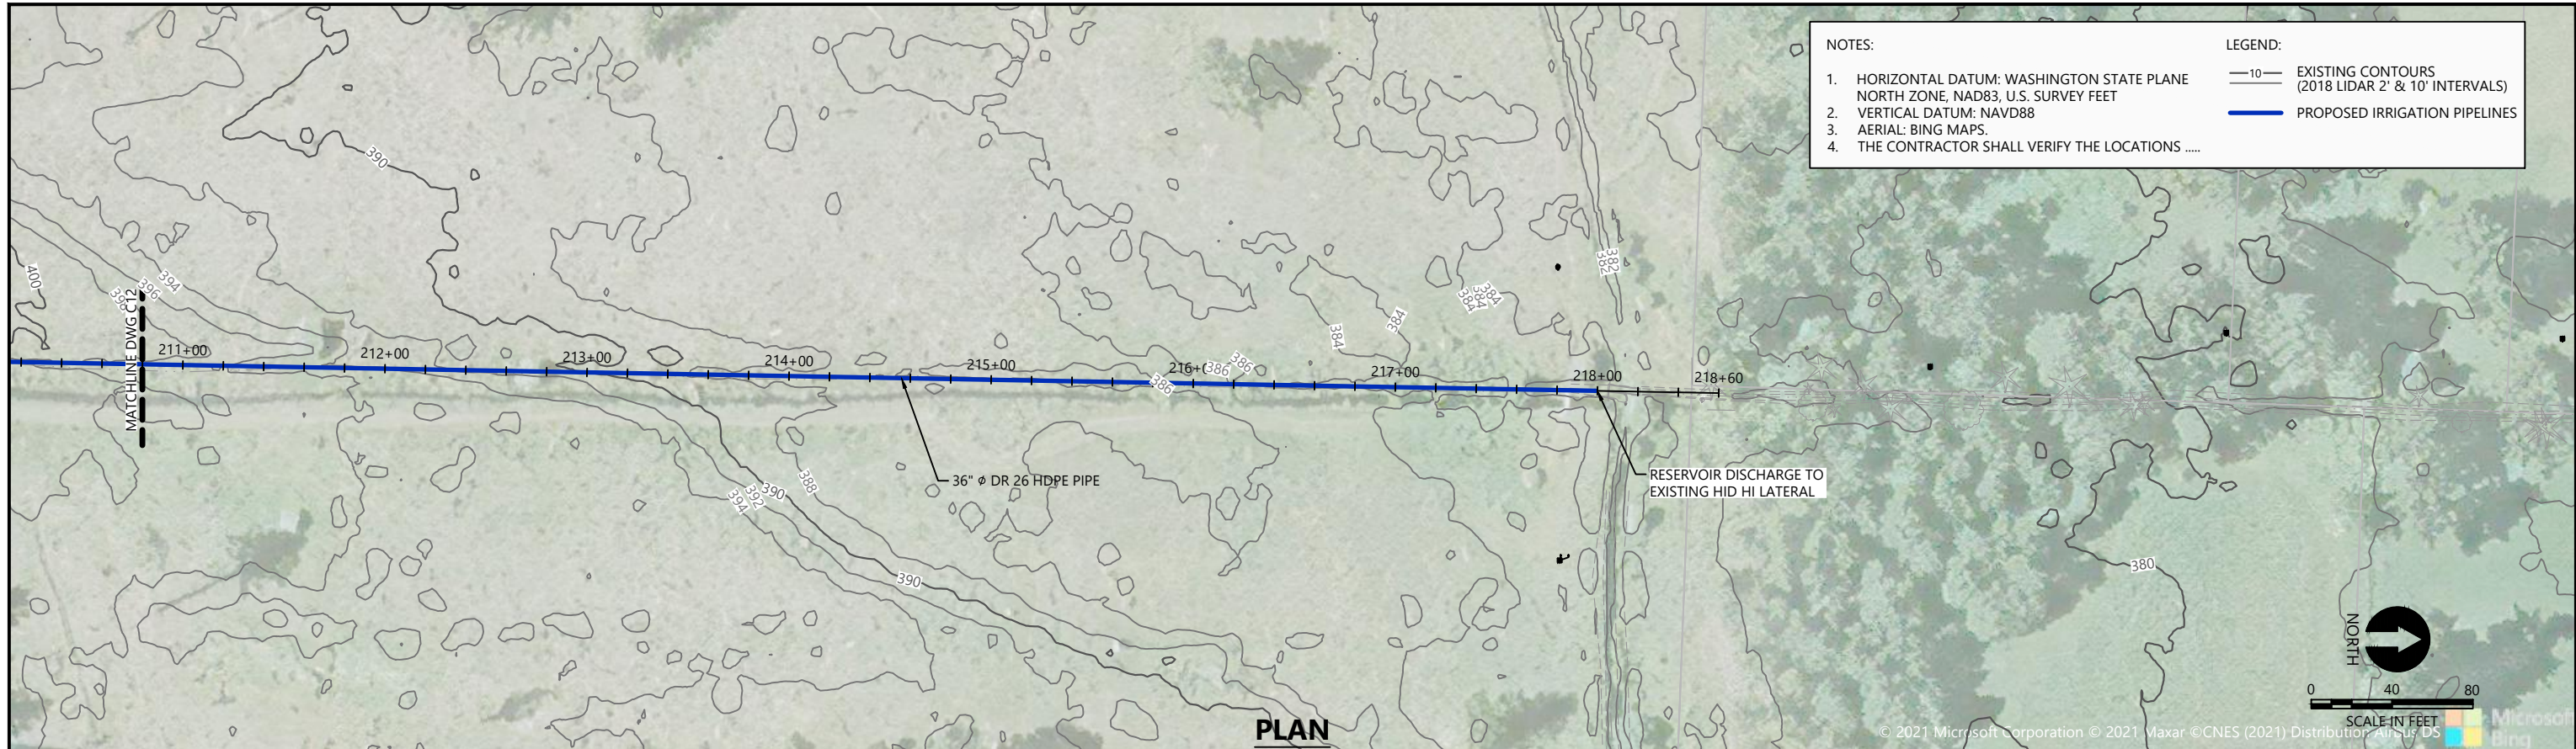 NOTES:
1. HORIZONTAL DATUM: WASHINGTON STATE PLANE
NORTH ZONE, NAD83, U.S. SURVEY FEET
2. VERTICAL DATUM: NAVD88
3. AERIAL: BING MAPS.
4. THE CONTRACTOR SHALL VERIFY THE LOCATIONS .....
LEGEND:
10
EXISTING CONTOURS
(2018 LIDAR 2' & 10' INTERVALS)
PROPOSED IRRIGATION PIPELINES
390
400
394
396
398
MATCHLINE DWG C12
382
382
384
384
384
384
384
211+00
212+00
213+00
214+00
215+00
216+0
386
386
386
217+00
218+00
218+60
36" ϕ DR 26 HDPE PIPE
RESERVOIR DISCHARGE TO
EXISTING HID HI LATERAL
388
390
392
394
390
380
NORTH
0 40 80
SCALE IN FEET
PLAN
© 2021 Microsoft Corporation © 2021 Maxar ©CNES (2021) Distribution Airbus DS
Microsoft
Bing